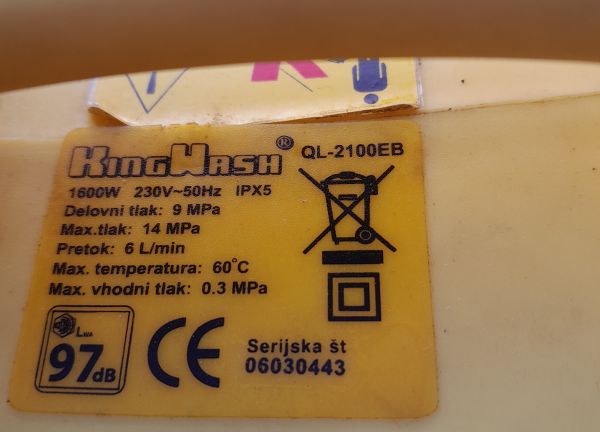 KINGWASH® QL-2100EB
1600W 230V~50Hz IPX5
Delovni tlak: 9 MPa
Max.tlak: 14 MPa
Pretok: 6 L/min
Max. temperatura: 60°C
Max. vhodni tlak: 0.3 MPa
LWA
97dB
CE
Serijska št
06030443